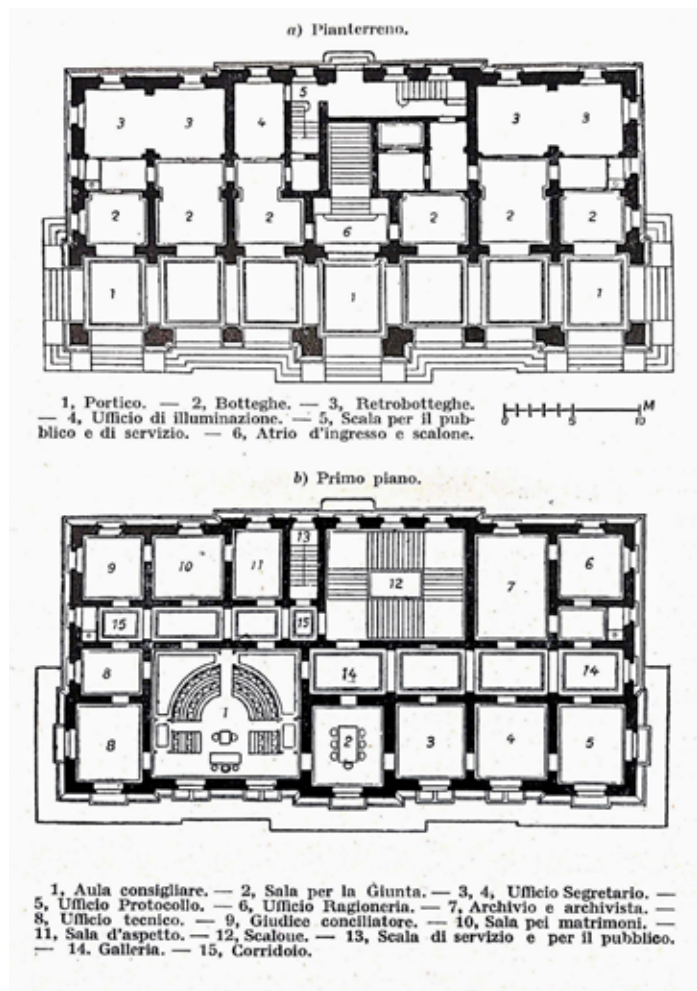 a) Pianterreno.
3 3 4 5 3 3
2 2 2 6 2 2 2
1 1 1
1, Portico. — 2, Botteghe. — 3, Retrobotteghe.
— 4, Ufficio di illuminazione. — 5, Scala per il pub-
blico e di servizio. — 6, Atrio d'ingresso e scalone.
0 5 10 M
b) Primo piano.
9 10 11 13 12 7 6
15 15
8 1 14 14
8 2 3 4 5
1, Aula consigliare. — 2, Sala per la Giunta. — 3, 4, Ufficio Segretario. —
5, Ufficio Protocollo. — 6, Ufficio Ragioneria. — 7, Archivio e archivista. —
8, Ufficio tecnico. — 9, Giudice conciliatore. — 10, Sala pei matrimoni. —
11, Sala d'aspetto. — 12, Scalone. — 13, Scala di servizio e per il pubblico.
— 14. Galleria. — 15, Corridoio.